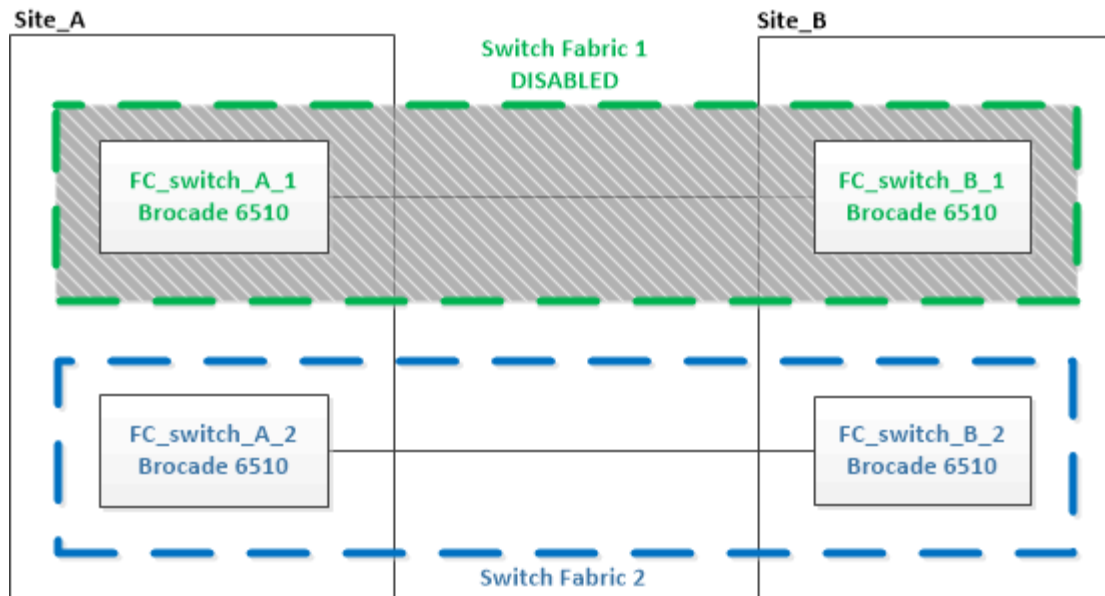 Site_A
Site_B
Switch Fabric 1
DISABLED
FC_switch_A_1
Brocade 6510
FC_switch_B_1
Brocade 6510
FC_switch_A_2
Brocade 6510
FC_switch_B_2
Brocade 6510
Switch Fabric 2